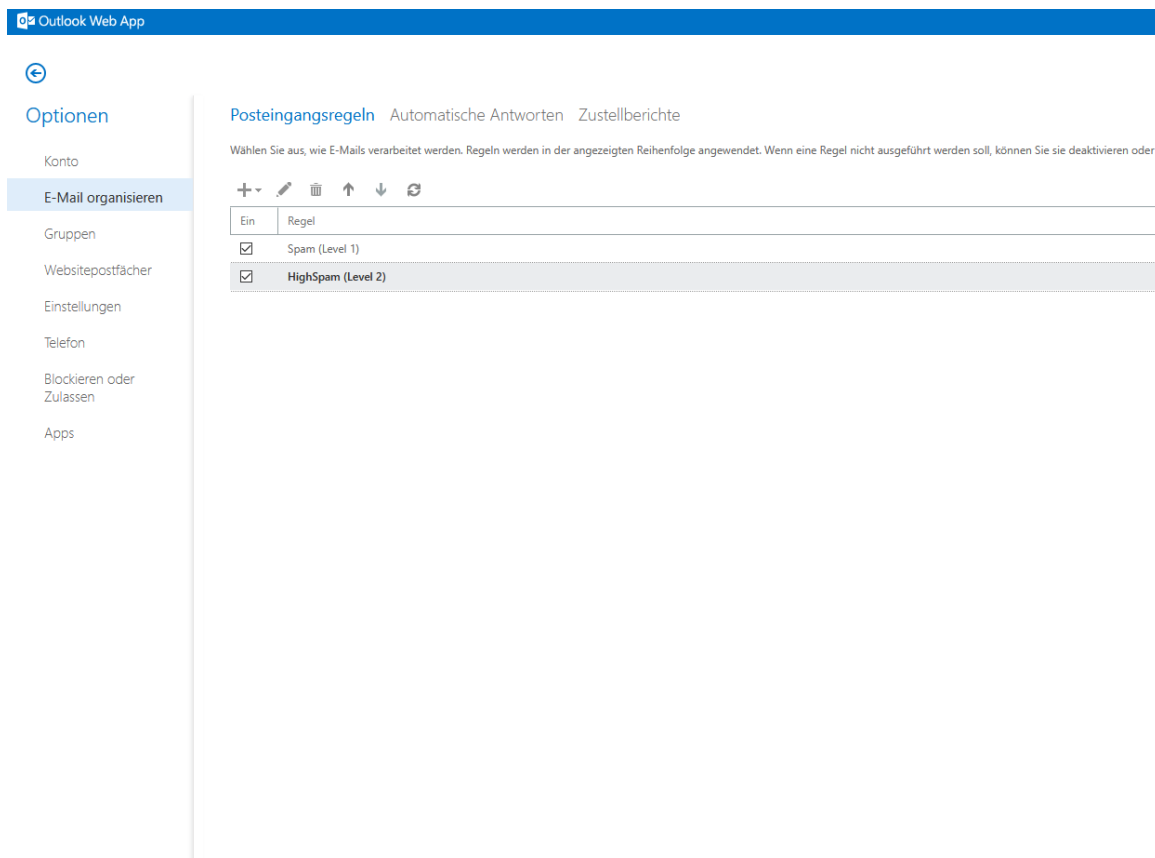 Outlook Web App
Optionen
Konto
E-Mail organisieren
Gruppen
Websitepostfächer
Einstellungen
Telefon
Blockieren oder
Zulassen
Apps
Posteingangsregeln Automatische Antworten Zustellberichte
Wählen Sie aus, wie E-Mails verarbeitet werden. Regeln werden in der angezeigten Reihenfolge angewendet. Wenn eine Regel nicht ausgeführt werden soll, können Sie sie deaktivieren oder
Ein Regel
Spam (Level 1)
HighSpam (Level 2)